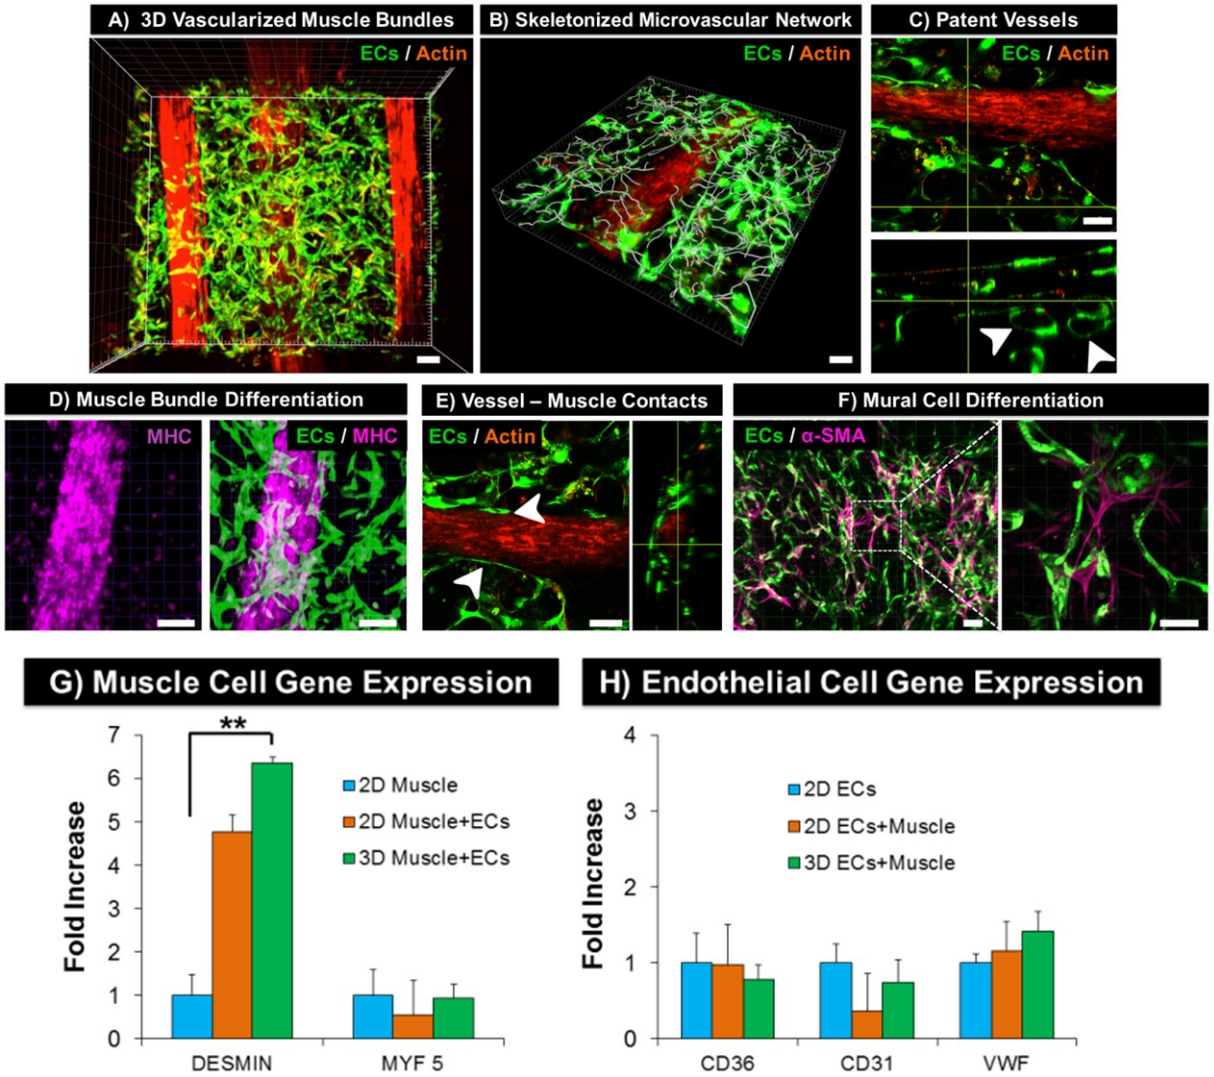 A) 3D Vascularized Muscle Bundles
ECs / Actin
B) Skeletonized Microvascular Network
ECs / Actin
C) Patent Vessels
ECs / Actin
D) Muscle Bundle Differentiation
MHC
ECs / MHC
E) Vessel – Muscle Contacts
ECs / Actin
F) Mural Cell Differentiation
ECs / α-SMA
G) Muscle Cell Gene Expression
Fold Increase
7
6
5
4
3
2
1
0
**
2D Muscle
2D Muscle+ECs
3D Muscle+ECs
DESMIN
MYF 5
H) Endothelial Cell Gene Expression
Fold Increase
4
3
2
1
0
2D ECs
2D ECs+Muscle
3D ECs+Muscle
CD36
CD31
VWF